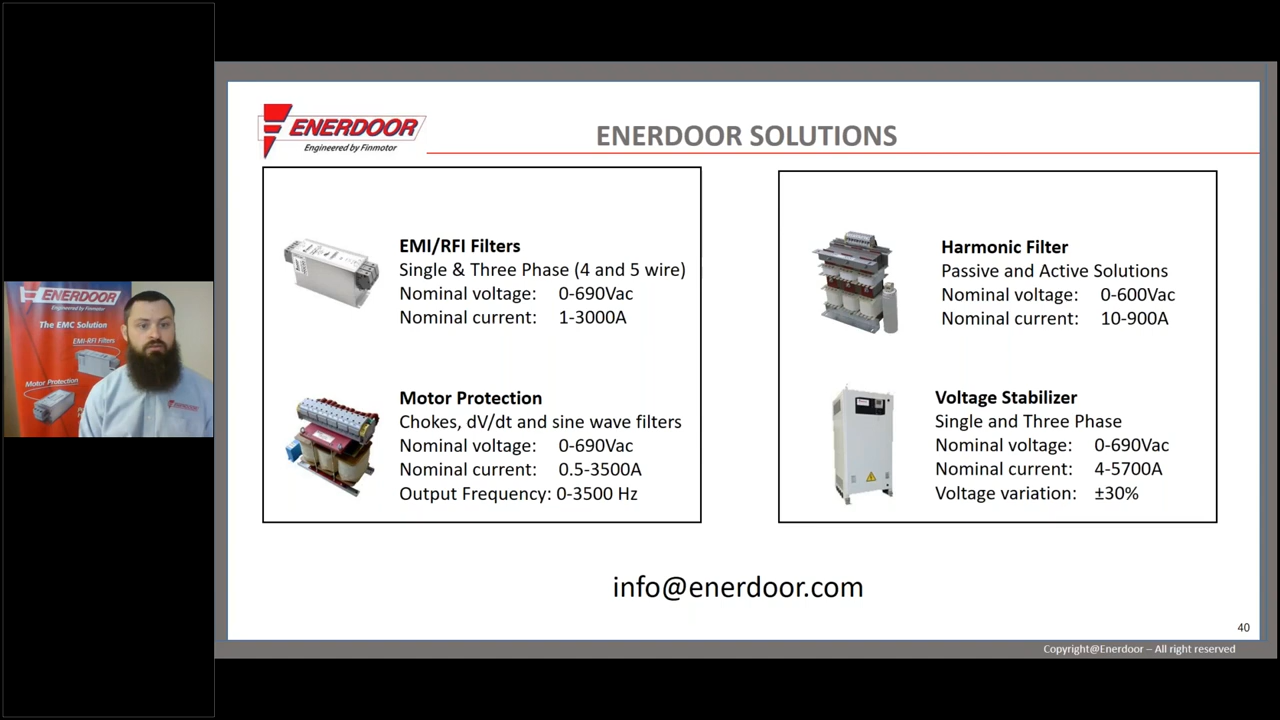 ENERDOOR
Engineered by Finmotor
ENERDOOR SOLUTIONS
EMI/RFI Filters
Single & Three Phase (4 and 5 wire)
Nominal voltage: 0-690Vac
Nominal current: 1-3000A
Motor Protection
Chokes, dV/dt and sine wave filters
Nominal voltage: 0-690Vac
Nominal current: 0.5-3500A
Output Frequency: 0-3500 Hz
Harmonic Filter
Passive and Active Solutions
Nominal voltage: 0-600Vac
Nominal current: 10-900A
Voltage Stabilizer
Single and Three Phase
Nominal voltage: 0-690Vac
Nominal current: 4-5700A
Voltage variation: ±30%
info@enerdoor.com
40
Copyright@Enerdoor – All right reserved
ENERDOOR
Engineered by Finmotor
The EMC Solution
EMI-RFI Filters
Motor Protection